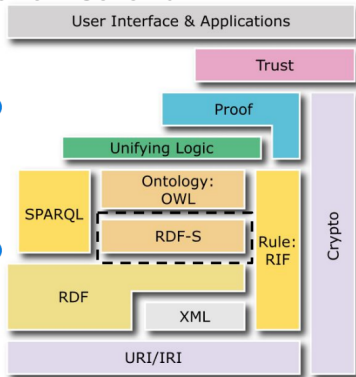 User Interface & Applications
Trust
Proof
Unifying Logic
Ontology:
OWL
SPARQL
RDF-S
Rule:
RIF
Crypto
RDF
XML
URI/IRI